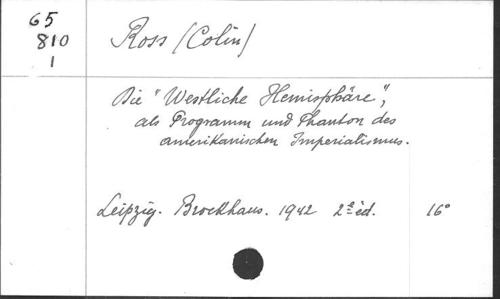 65
810
1
Ross (Colin)
Die "Westliche Hemisphäre",
als Programm und Phanton des
amerikanischen Imperialismus.
Leipzig. Brockhaus. 1942 2e éd. 16°